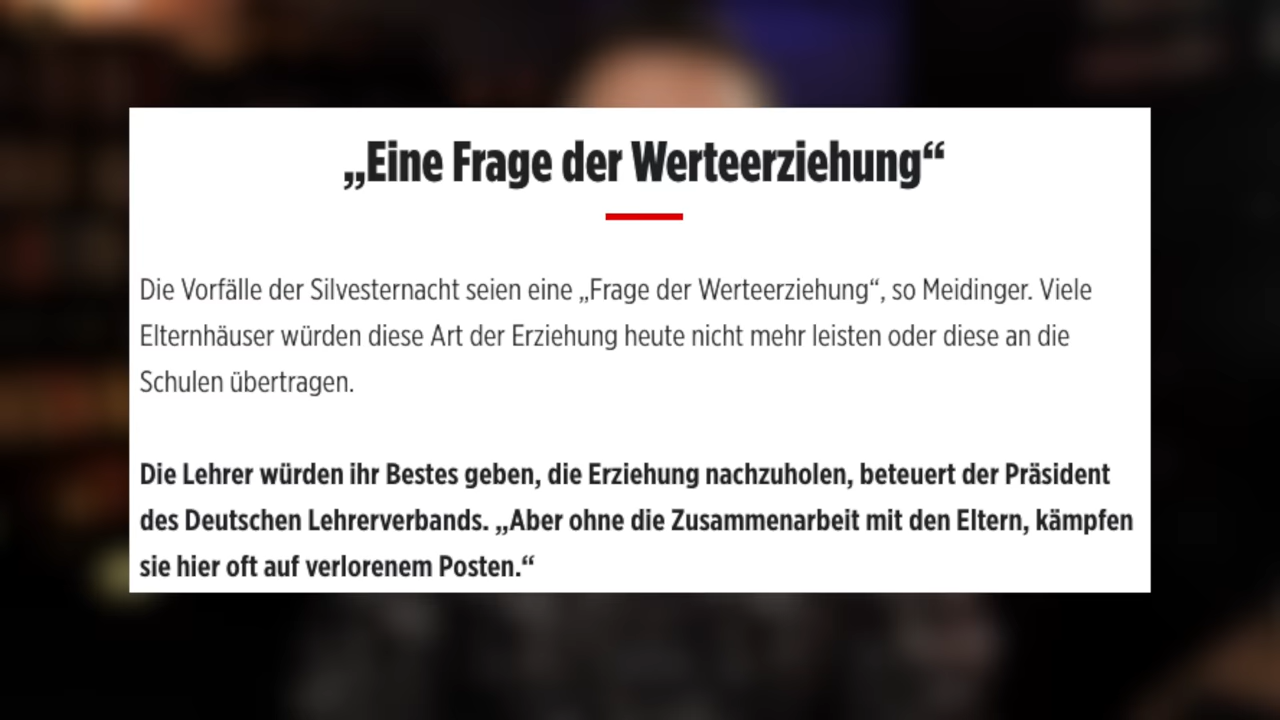 „Eine Frage der Werteerziehung“
Die Vorfälle der Silvesternacht seien eine „Frage der Werteerziehung“, so Meidinger. Viele
Elternhäuser würden diese Art der Erziehung heute nicht mehr leisten oder diese an die
Schulen übertragen.
Die Lehrer würden ihr Bestes geben, die Erziehung nachzuholen, beteuert der Präsident
des Deutschen Lehrerverbands. „Aber ohne die Zusammenarbeit mit den Eltern, kämpfen
sie hier oft auf verlorenem Posten.“